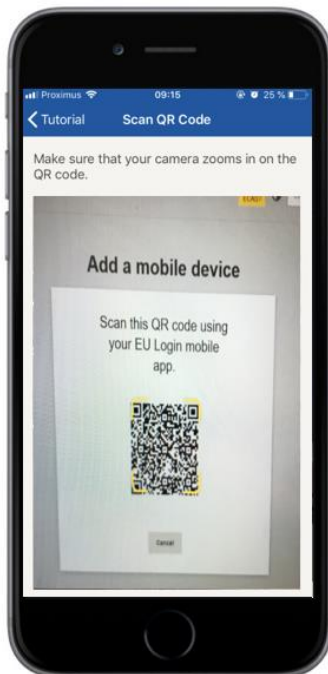 Proximus 09:15 25 %
Tutorial Scan QR Code
Make sure that your camera zooms in on the
QR code.
Add a mobile device
Scan this QR code using
your EU Login mobile
app.
Cancel